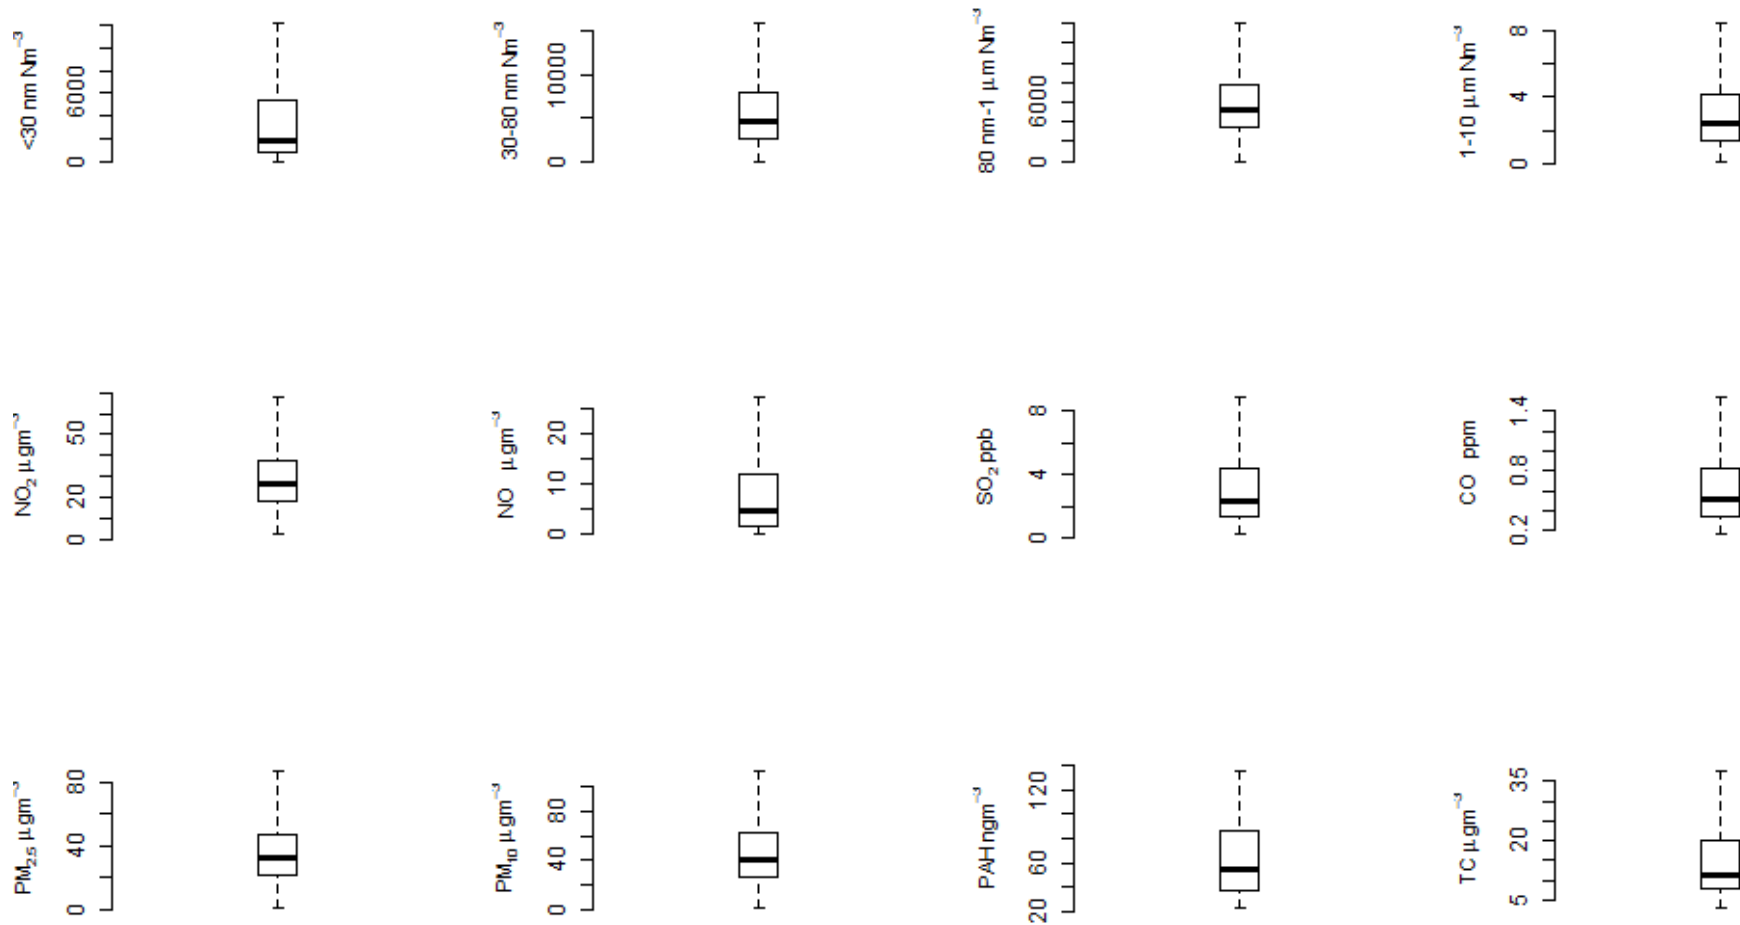 <30 nm Nm⁻³
0 6000
30-80 nm Nm⁻³
0 10000
80 nm-1 μm Nm⁻³
0 6000
1-10 μm Nm⁻³
0 4 8
NO₂ μgm⁻³
0 20 50
NO μgm⁻³
0 10 20
SO₂ ppb
0 4 8
CO ppm
0.2 0.8 1.4
PM₂.₅ μgm⁻³
0 40 80
PM₁₀ μgm⁻³
0 40 80
PAH ngm⁻³
20 60 120
TC μgm⁻³
5 20 35